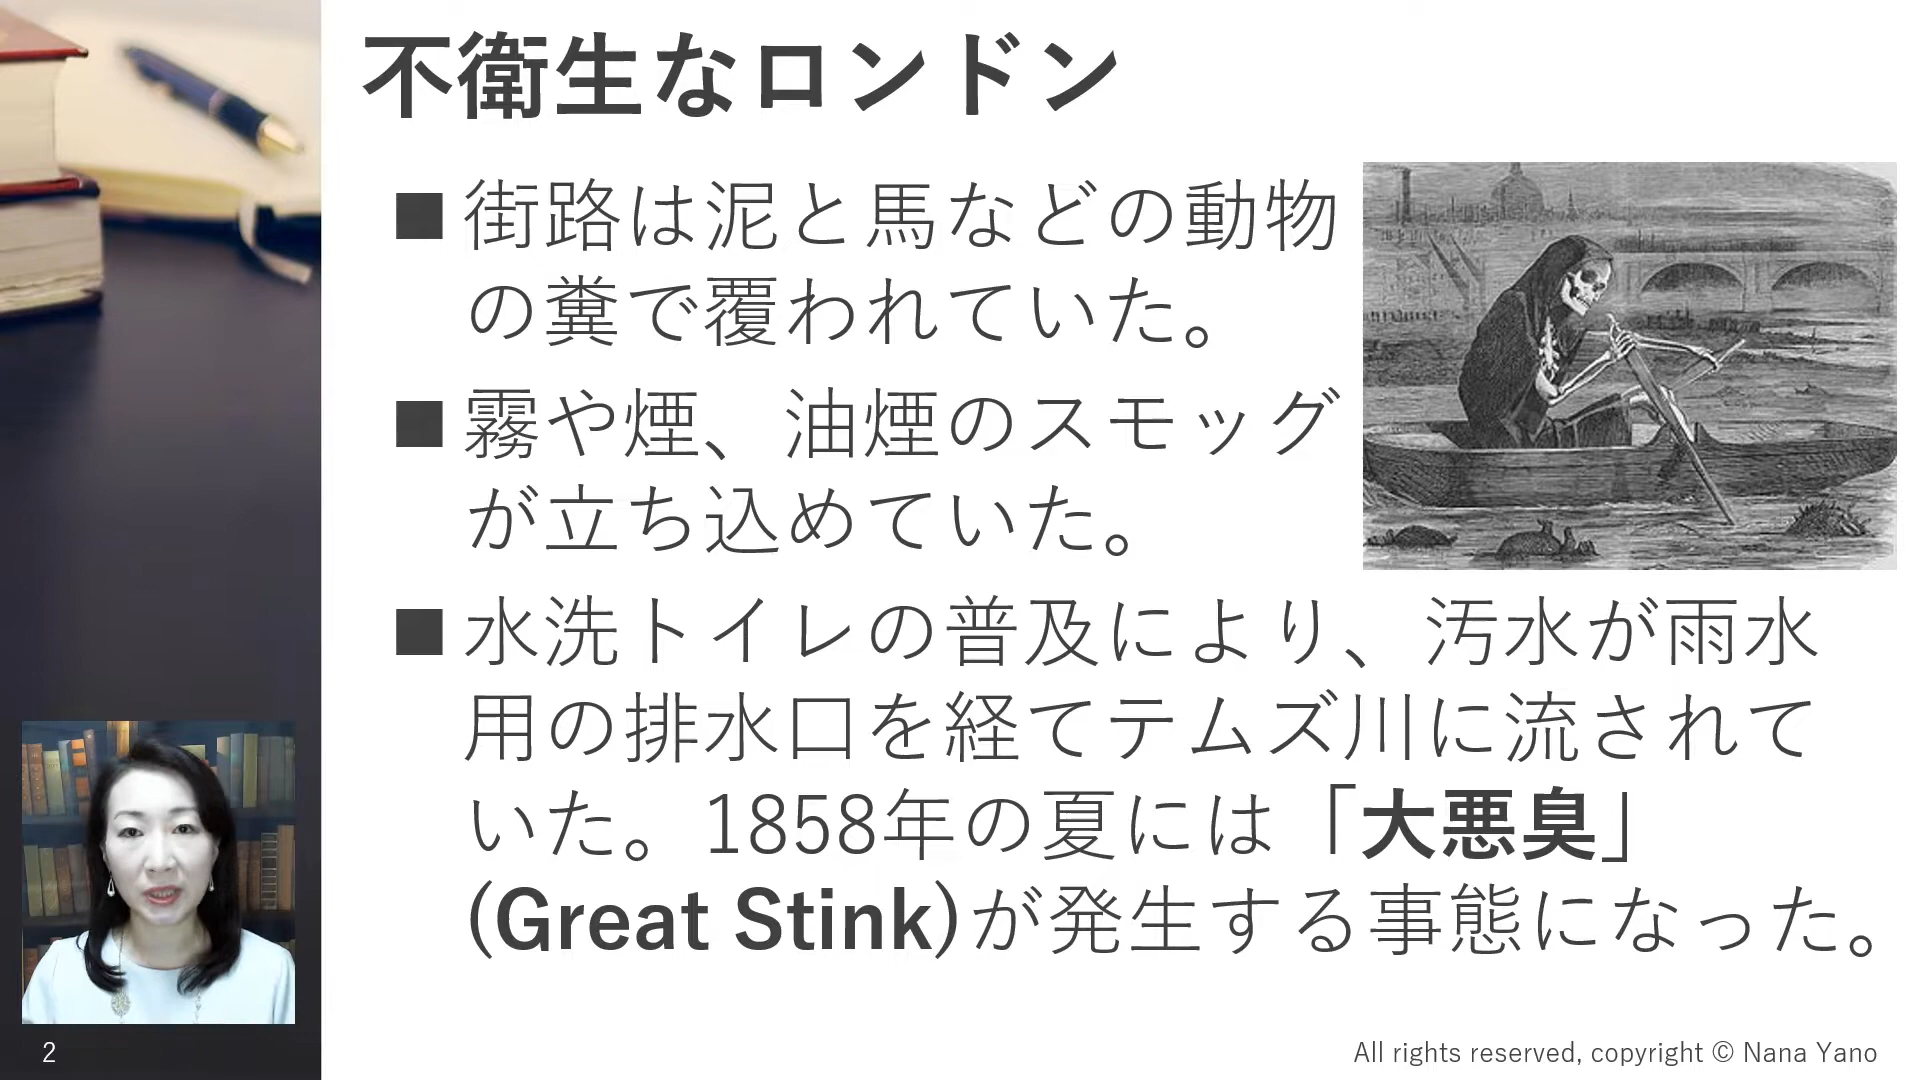 不衛生なロンドン
■街路は泥と馬などの動物
の糞で覆われていた。
■霧や煙、油煙のスモッグ
が立ち込めていた。
■水洗トイレの普及により、汚水が雨水
用の排水口を経てテムズ川に流されて
いた。1858年の夏には「大悪臭」
(Great Stink)が発生する事態になった。
2
All rights reserved, copyright © Nana Yano